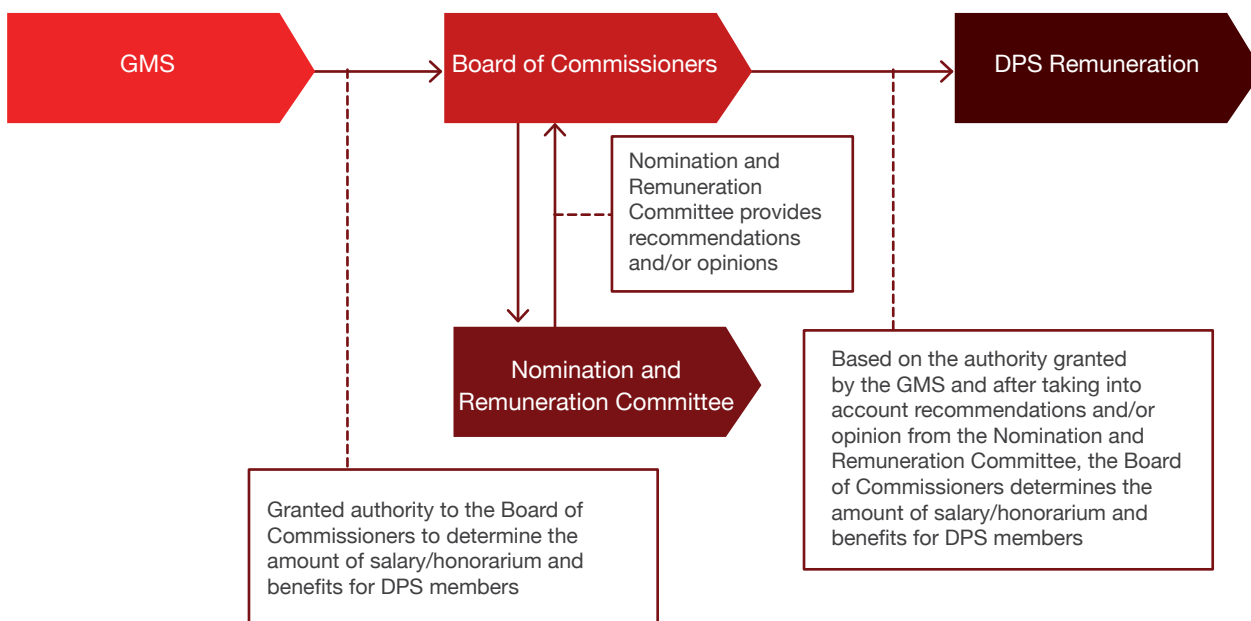 GMS
Board of Commissioners
DPS Remuneration
Nomination and
Remuneration
Committee provides
recommendations
and/or opinions
Nomination and
Remuneration Committee
Based on the authority granted
by the GMS and after taking into
account recommendations and/or
opinion from the Nomination and
Remuneration Committee, the Board
of Commissioners determines the
amount of salary/honorarium and
benefits for DPS members
Granted authority to the Board of
Commissioners to determine the
amount of salary/honorarium and
benefits for DPS members